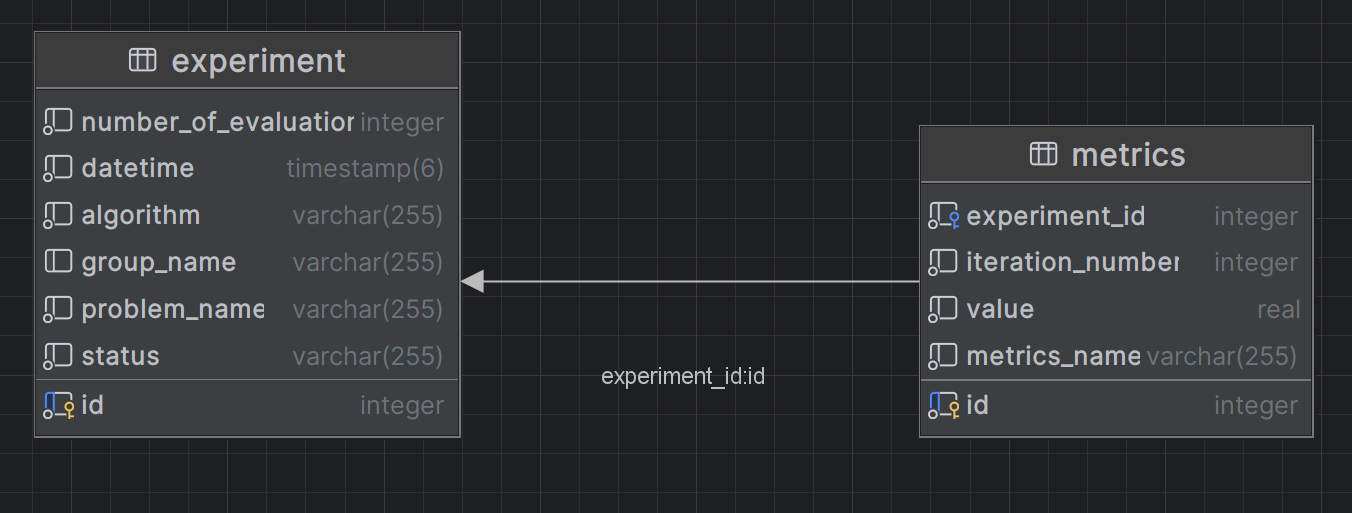 experiment
number_of_evaluation integer
datetime timestamp(6)
algorithm varchar(255)
group_name varchar(255)
problem_name varchar(255)
status varchar(255)
id integer
experiment_id:id
metrics
experiment_id integer
iteration_number integer
value real
metrics_name varchar(255)
id integer